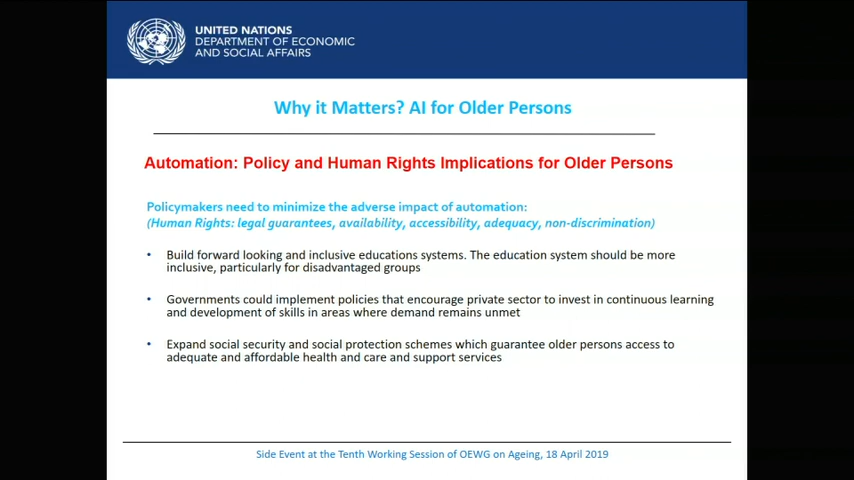 UNITED NATIONS
DEPARTMENT OF ECONOMIC
AND SOCIAL AFFAIRS
Why it Matters? AI for Older Persons
Automation: Policy and Human Rights Implications for Older Persons
Policymakers need to minimize the adverse impact of automation:
(Human Rights: legal guarantees, availability, accessibility, adequacy, non-discrimination)
• Build forward looking and inclusive educations systems. The education system should be more
inclusive, particularly for disadvantaged groups
• Governments could implement policies that encourage private sector to invest in continuous learning
and development of skills in areas where demand remains unmet
• Expand social security and social protection schemes which guarantee older persons access to
adequate and affordable health and care and support services
Side Event at the Tenth Working Session of OEWG on Ageing, 18 April 2019